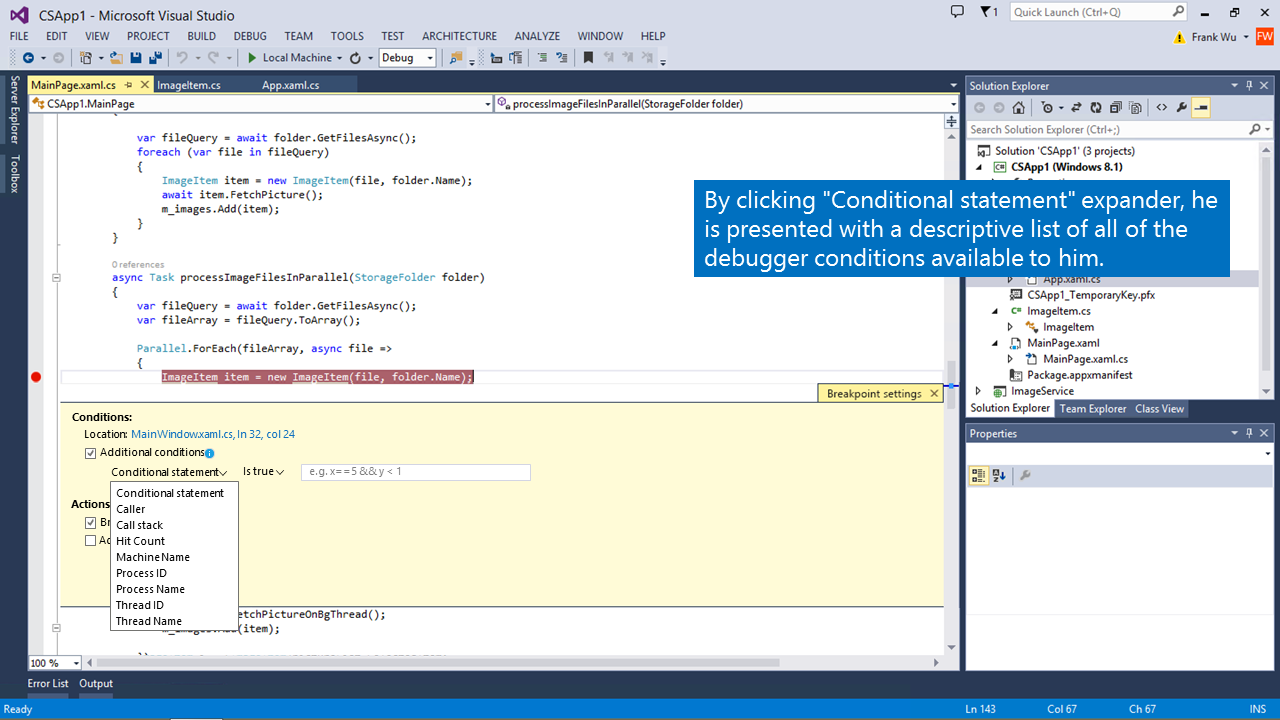 CSApp1 - Microsoft Visual Studio
1
Quick Launch (Ctrl+Q)
FILE EDIT VIEW PROJECT BUILD DEBUG TEAM TOOLS TEST ARCHITECTURE ANALYZE WINDOW HELP
Frank Wu FW
Local Machine Debug
Server Explorer
Toolbox
MainPage.xaml.cs ImageItem.cs App.xaml.cs
CSApp1.MainPage processImageFilesInParallel(StorageFolder folder)
{
var fileQuery = await folder.GetFilesAsync();
foreach (var file in fileQuery)
{
ImageItem item = new ImageItem(file, folder.Name);
await item.FetchPicture();
m_images.Add(item);
}
}
0 references
async Task processImageFilesInParallel(StorageFolder folder)
{
var fileQuery = await folder.GetFilesAsync();
var fileArray = fileQuery.ToArray();
Parallel.ForEach(fileArray, async file =>
{
ImageItem item = new ImageItem(file, folder.Name);
Breakpoint settings
Conditions:
Location: MainWindow.xaml.cs, ln 32, col 24
Additional conditions
Conditional statement Is true e.g. x==5 && y < 1
Conditional statement
Caller
Call stack
Hit Count
Machine Name
Process ID
Process Name
Thread ID
Thread Name
Actions
Br
Ac
etchPictureOnBgThread();
m_images.Add(item);
100 %
Error List Output
Ready Ln 143 Col 67 Ch 67 INS
By clicking "Conditional statement" expander, he
is presented with a descriptive list of all of the
debugger conditions available to him.
Solution Explorer
Search Solution Explorer (Ctrl+;)
Solution 'CSApp1' (3 projects)
CSApp1 (Windows 8.1)
App.xaml.cs
CSApp1_TemporaryKey.pfx
ImageItem.cs
ImageItem
MainPage.xaml
MainPage.xaml.cs
Package.appxmanifest
ImageService
Solution Explorer Team Explorer Class View
Properties